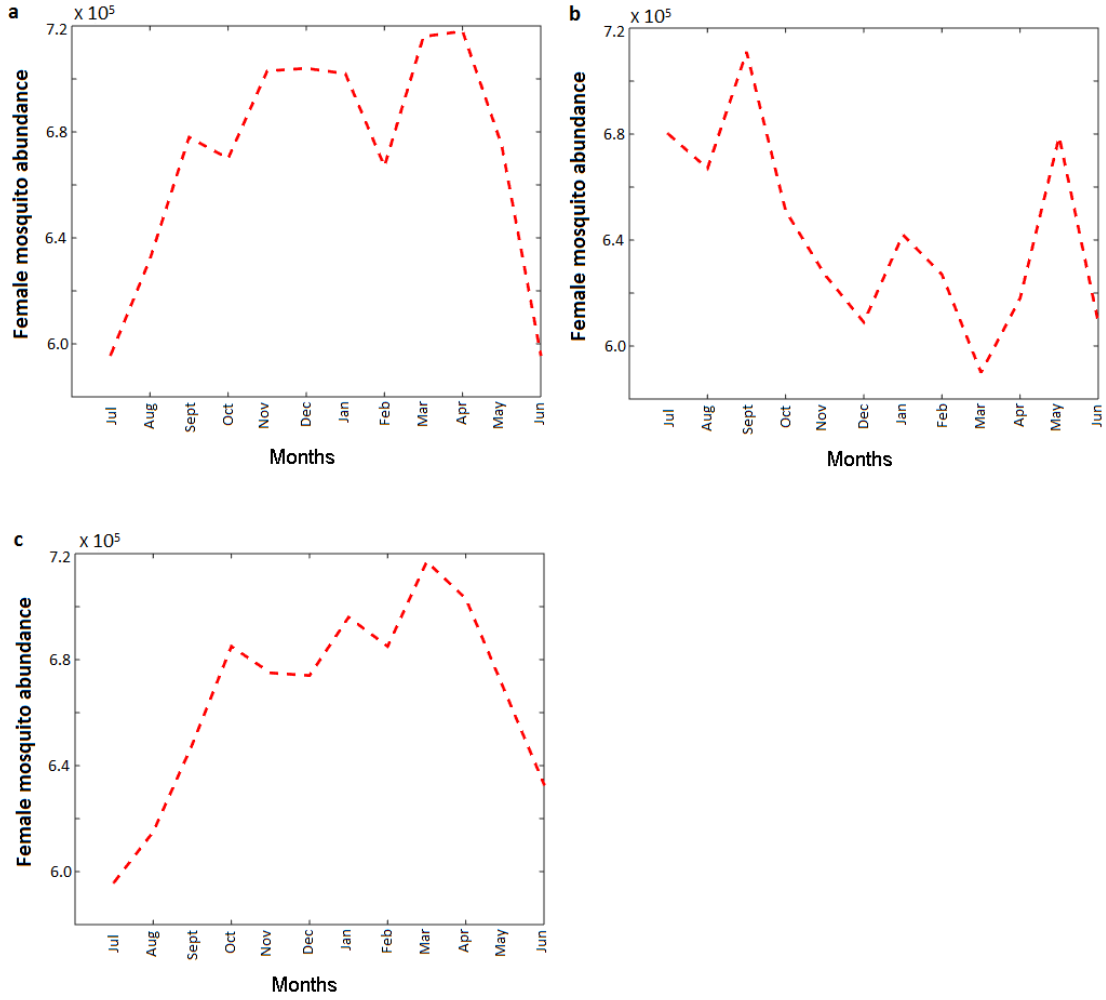 a
x 10⁵
7.2
6.8
6.4
6.0
Female mosquito abundance
Jul Aug Sept Oct Nov Dec Jan Feb Mar Apr May Jun
Months
b
x 10⁵
7.2
6.8
6.4
6.0
Female mosquito abundance
Jul Aug Sept Oct Nov Dec Jan Feb Mar Apr May Jun
Months
c
x 10⁵
7.2
6.8
6.4
6.0
Female mosquito abundance
Jul Aug Sept Oct Nov Dec Jan Feb Mar Apr May Jun
Months